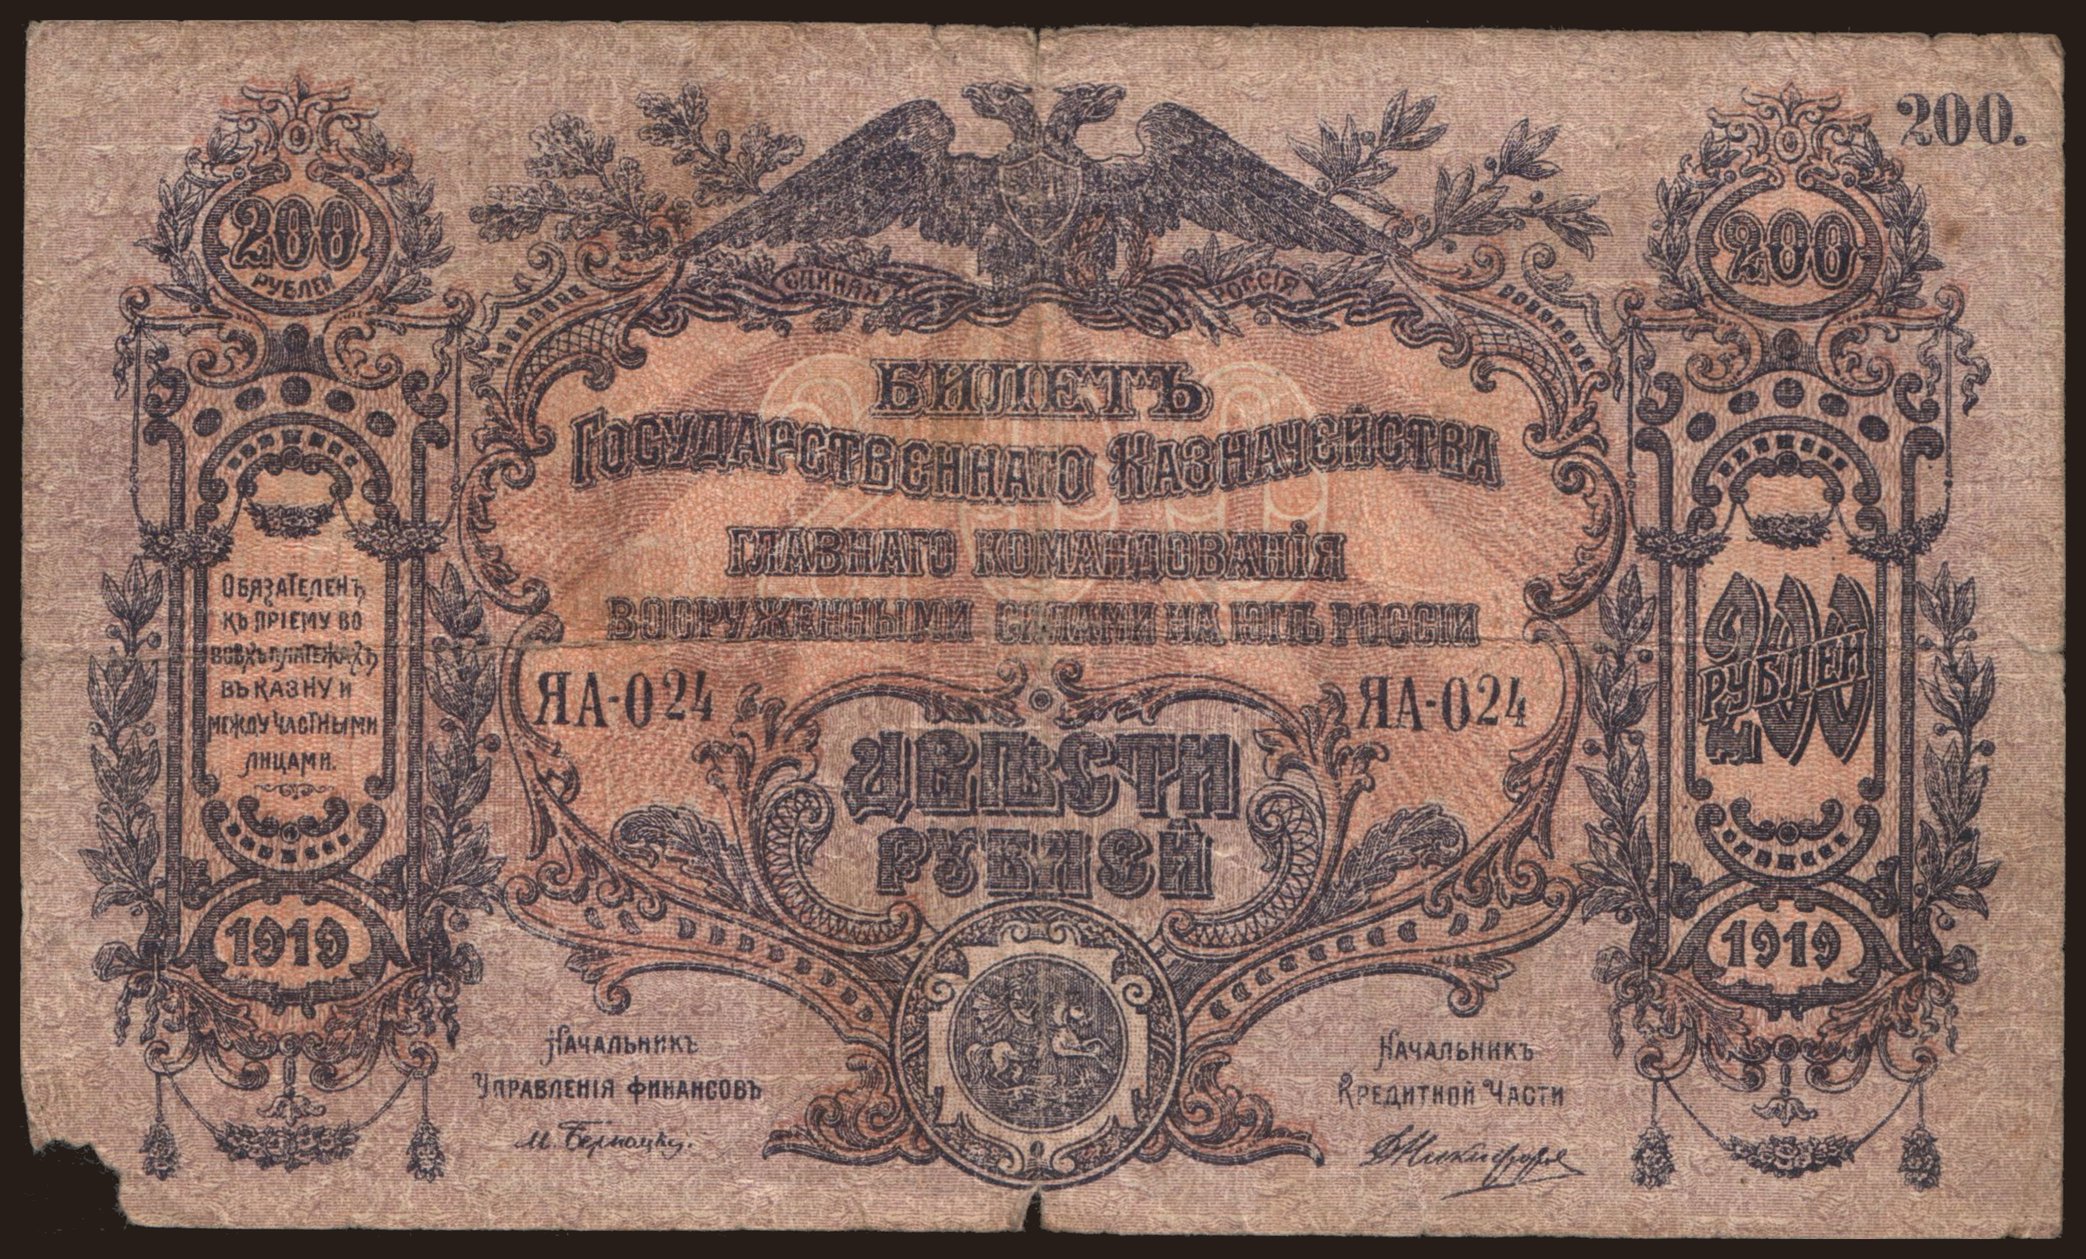 200.
200
РУБЛЕЙ
200
ЕДИНАЯ РОССІЯ
БИЛЕТЪ
ГОСУДАРСТВЕННАГО КАЗНАЧЕЙСТВА
ГЛАВНАГО КОМАНДОВАНІЯ
ВООРУЖЕННЫМИ СИЛАМИ НА ЮГѢ РОССІИ
ЯА-024 ЯА-024
ДВѢСТИ
РУБЛЕЙ
ОБЯЗАТЕЛЕНЪ
КЪ ПРІЕМУ ВО
ВСѢХЪ ПЛАТЕЖАХЪ
ВЪ КАЗНУ И
МЕЖДУ ЧАСТНЫМИ
ЛИЦАМИ.
200
РУБЛЕЙ
1919
1919
НАЧАЛЬНИКЪ
УПРАВЛЕНІЯ ФИНАНСОВЪ
М. Бернацкій.
НАЧАЛЬНИКЪ
КРЕДИТНОЙ ЧАСТИ